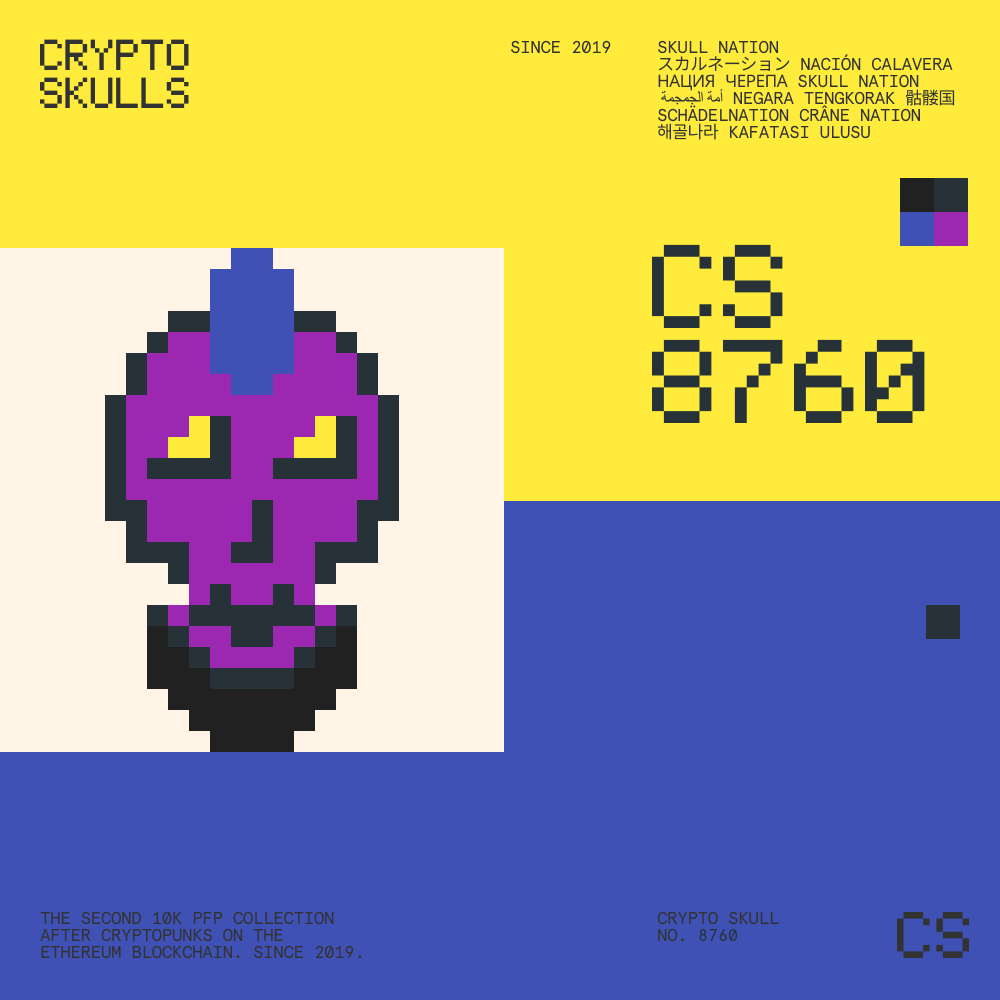 CRYPTO
SKULLS
SINCE 2019
SKULL NATION
スカルネーション NACIÓN CALAVERA
НАЦИЯ ЧЕРЕПА SKULL NATION
أمة الجمجمة NEGARA TENGKORAK 骷髅国
SCHÄDELNATION CRÂNE NATION
해골나라 KAFATASI ULUSU
CS
8760
THE SECOND 10K PFP COLLECTION
AFTER CRYPTOPUNKS ON THE
ETHEREUM BLOCKCHAIN. SINCE 2019.
CRYPTO SKULL
NO. 8760
CS